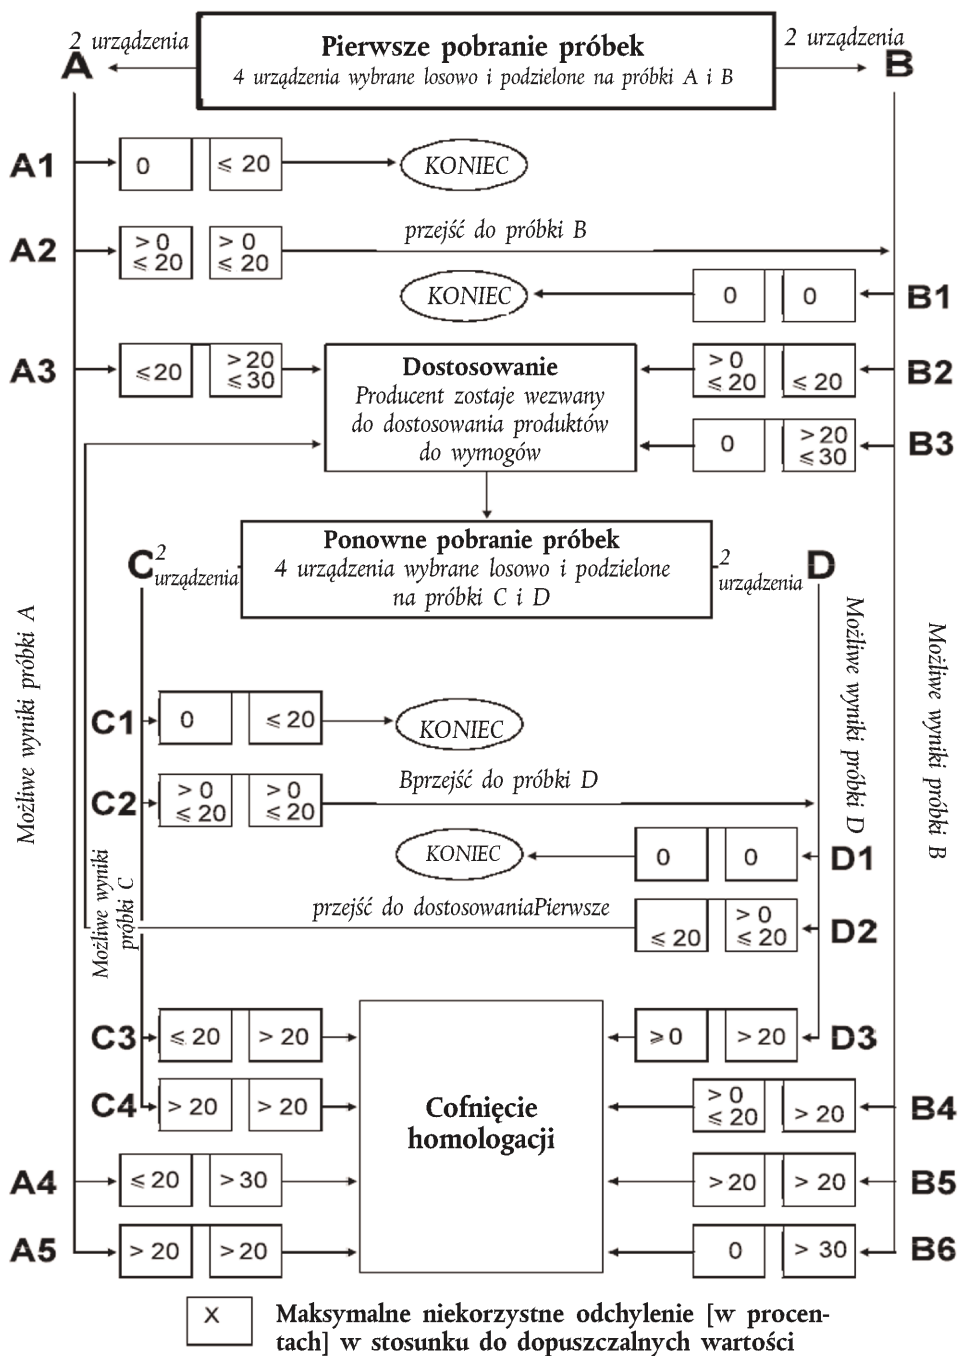 2 urządzenia
Pierwsze pobranie próbek
2 urządzenia
A
4 urządzenia wybrane losowo i podzielone na próbki A i B
B
A1
0
≤ 20
KONIEC
A2
> 0
≤ 20
> 0
≤ 20
przejść do próbki B
KONIEC
0
0
B1
A3
≤ 20
> 20
≤ 30
Dostosowanie
Producent zostaje wezwany
do dostosowania produktów
do wymogów
> 0
≤ 20
≤ 20
B2
0
> 20
≤ 30
B3
C
2
urządzenia
Ponowne pobranie próbek
4 urządzenia wybrane losowo i podzielone
na próbki C i D
2
urządzenia
D
Możliwe wyniki próbki A
Możliwe wyniki próbki D
Możliwe wyniki próbki B
C1
0
≤ 20
KONIEC
C2
> 0
≤ 20
> 0
≤ 20
Bprzejść do próbki D
KONIEC
0
0
D1
Możliwe wyniki
próbki C
przejść do dostosowaniaPierwsze
≤ 20
> 0
≤ 20
D2
C3
≤ 20
> 20
≥ 0
> 20
D3
C4
> 20
> 20
Cofnięcie
homologacji
> 0
≤ 20
> 20
B4
A4
≤ 20
> 30
> 20
> 20
B5
A5
> 20
> 20
0
> 30
B6
X
Maksymalne niekorzystne odchylenie [w procen-
tach] w stosunku do dopuszczalnych wartości